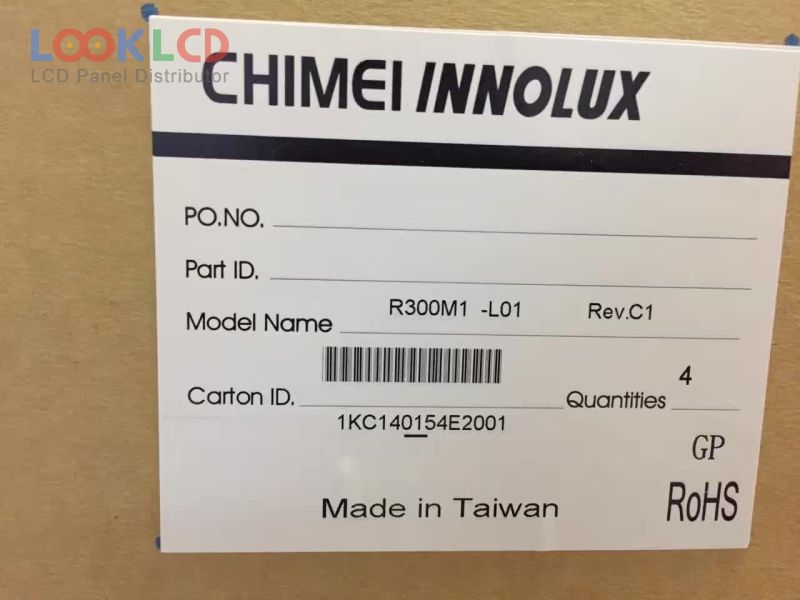 LOOKLCD
LCD Panel Distributor
CHIMEI INNOLUX
PO.NO.
Part ID.
Model Name R300M1 -L01 Rev.C1
Carton ID. Quantities 4
1KC140154E2001
GP
Made in Taiwan RoHS